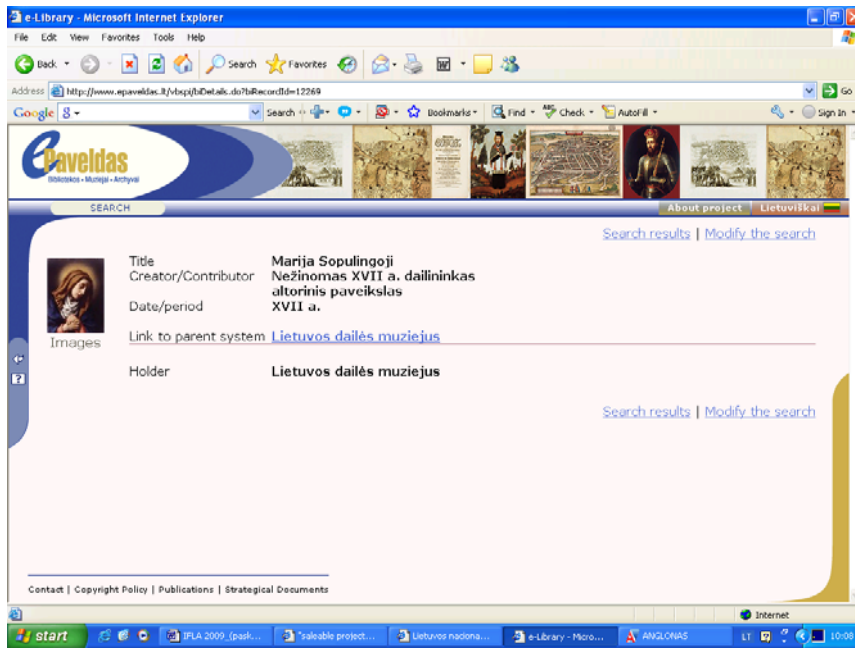 e-Library - Microsoft Internet Explorer
File Edit View Favorites Tools Help
Back Search Favorites
Address http://www.epaveldas.lt/vbspi/biDetails.do?biRecordId=12269 Go
Google Search Bookmarks Find Check AutoFill Sign In
ePaveldas
Bibliotekos • Muziejai • Archyvai
SEARCH About project Lietuviškai
Search results | Modify the search
Title Marija Sopulingoji
Creator/Contributor Nežinomas XVII a. dailininkas
altorinis paveikslas
Date/period XVII a.
Images
Link to parent system Lietuvos dailės muziejus
Holder Lietuvos dailės muziejus
Search results | Modify the search
Contact | Copyright Policy | Publications | Strategical Documents
Internet
start IFLA 2009_(pask... "saleable project... Lietuvos naciona... e-Library - Micro... ANGLONAS LT 10:08